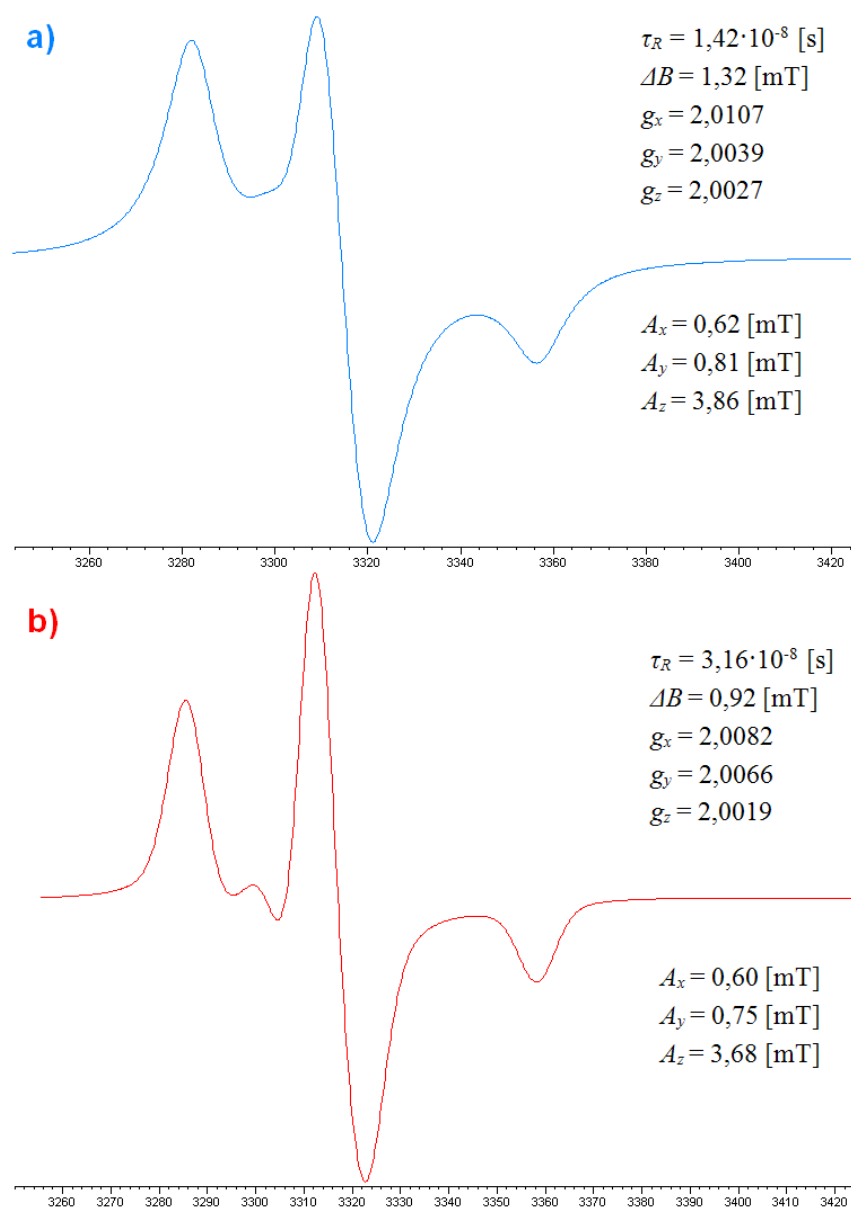 a)
τR = 1,42·10-8 [s]
ΔB = 1,32 [mT]
gx = 2,0107
gy = 2,0039
gz = 2,0027
Ax = 0,62 [mT]
Ay = 0,81 [mT]
Az = 3,86 [mT]
3260 3280 3300 3320 3340 3360 3380 3400 3420
b)
τR = 3,16·10-8 [s]
ΔB = 0,92 [mT]
gx = 2,0082
gy = 2,0066
gz = 2,0019
Ax = 0,60 [mT]
Ay = 0,75 [mT]
Az = 3,68 [mT]
3260 3270 3280 3290 3300 3310 3320 3330 3340 3350 3360 3370 3380 3390 3400 3410 3420